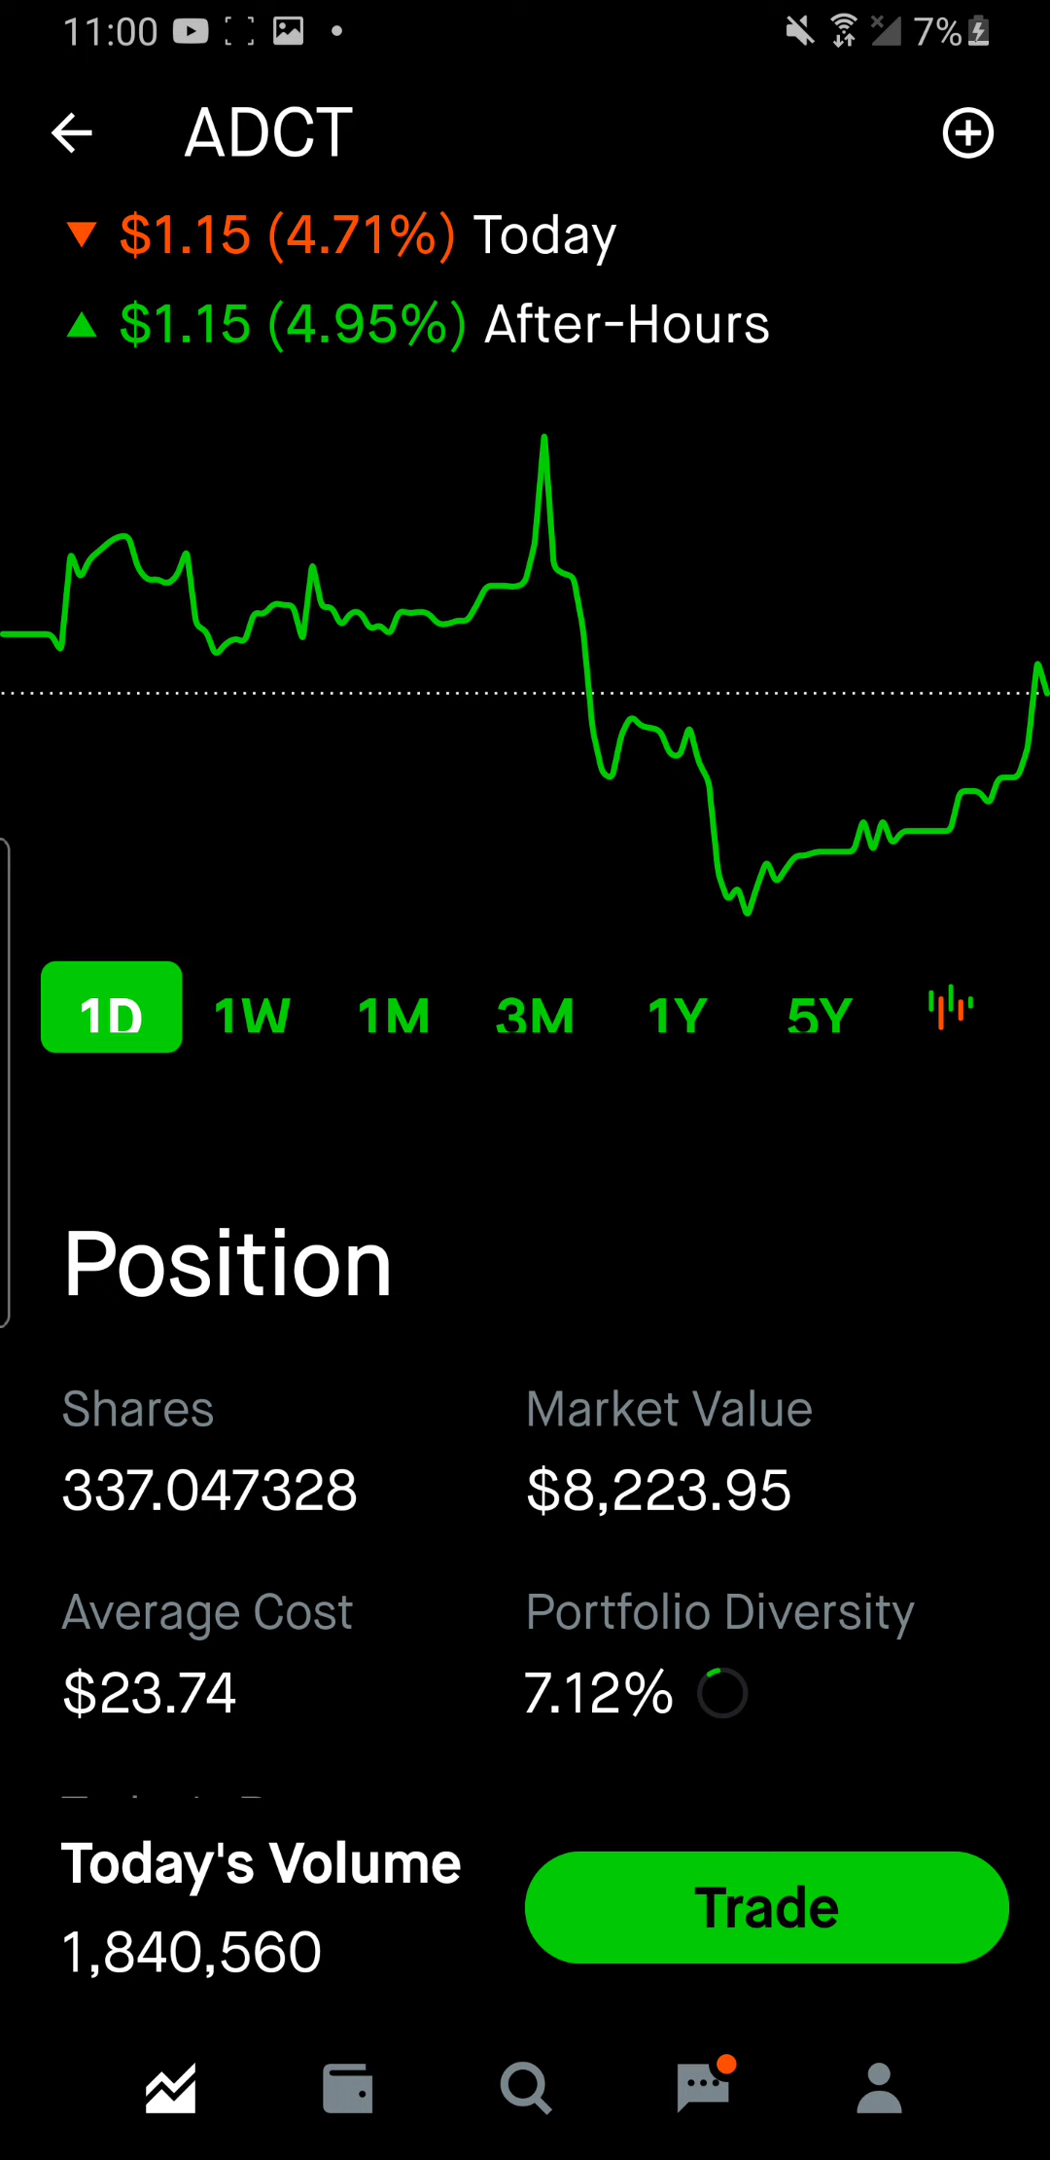 11:00 7%
ADCT
▼ $1.15 (4.71%) Today
▲ $1.15 (4.95%) After-Hours
1D 1W 1M 3M 1Y 5Y
Position
Shares Market Value
337.047328 $8,223.95
Average Cost Portfolio Diversity
$23.74 7.12%
Today's Volume
1,840,560
Trade